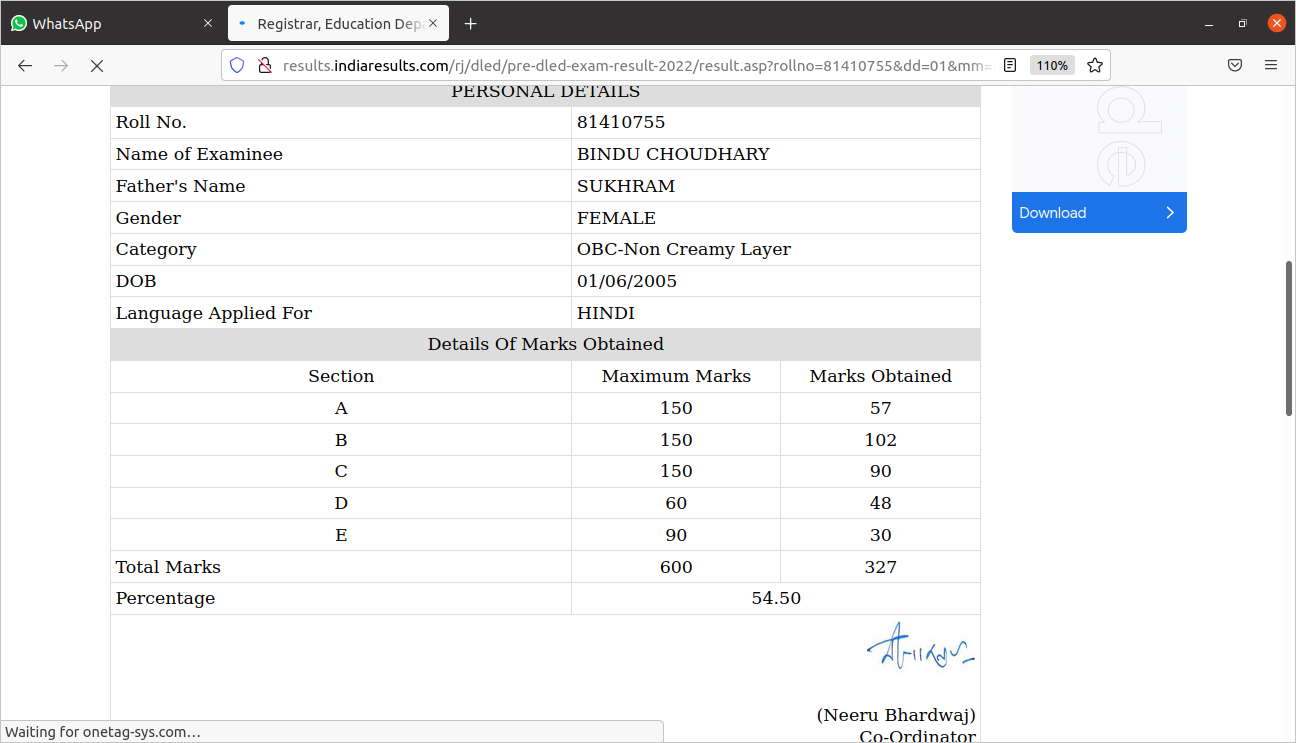 WhatsApp
Registrar, Education Dep
results.indiaresults.com/rj/dled/pre-dled-exam-result-2022/result.asp?rollno=81410755&dd=01&mm=
110%
PERSONAL DETAILS
Roll No. 81410755
Name of Examinee BINDU CHOUDHARY
Father's Name SUKHRAM
Gender FEMALE
Category OBC-Non Creamy Layer
DOB 01/06/2005
Language Applied For HINDI
Details Of Marks Obtained
Section Maximum Marks Marks Obtained
A 150 57
B 150 102
C 150 90
D 60 48
E 90 30
Total Marks 600 327
Percentage 54.50
(Neeru Bhardwaj)
Co-Ordinator
Download
Waiting for onetag-sys.com…